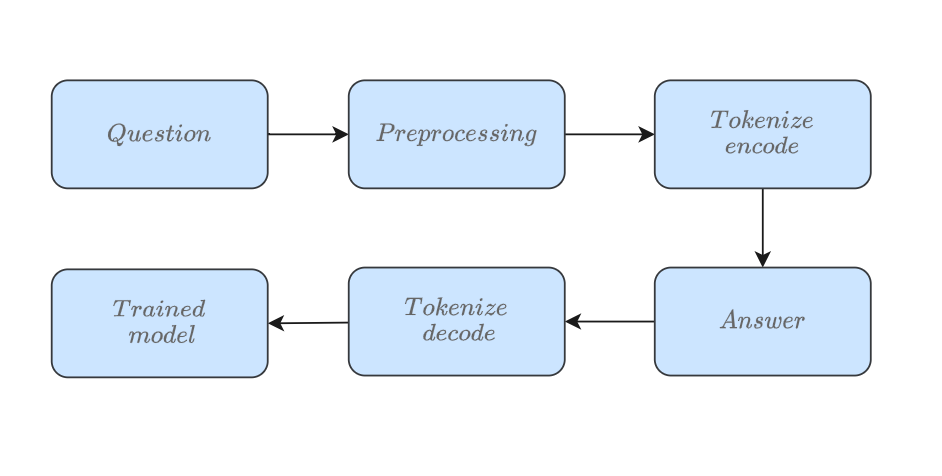 Question
Preprocessing
Tokenize
encode
Trained
model
Tokenize
decode
Answer